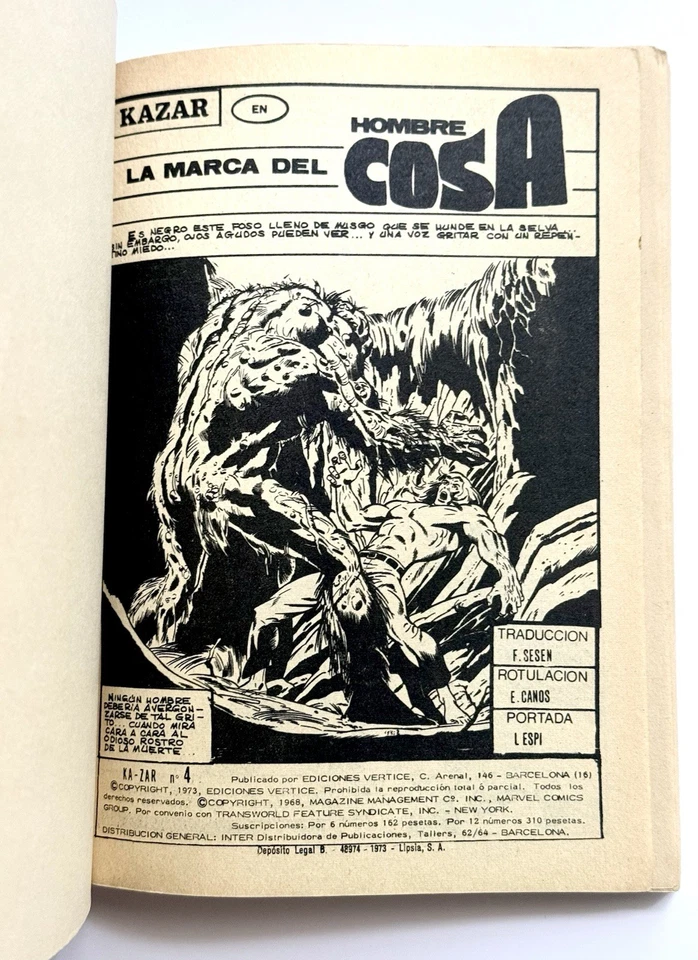 KAZAR EN
HOMBRE
LA MARCA DEL COSA
ES NEGRO ESTE FOSO LLENO DE MUSGO QUE SE HUNDE EN LA SELVA...
SIN EMBARGO, OJOS AGUDOS PUEDEN VER... Y UNA VOZ GRITAR CON UN REPEN-
TINO MIEDO...
TRADUCCION
F. SESEN
ROTULACION
E. CANOS
PORTADA
L ESPI
NINGÚN HOMBRE
DEBERÍA AVERGON-
ZARSE DE TAL GRI-
TO... CUANDO MIRA
CARA A CARA AL
ODIOSO ROSTRO
DE LA MUERTE...
KA-ZAR nº 4
Publicado por EDICIONES VERTICE, C. Arenal, 146 - BARCELONA (16)
©COPYRIGHT, 1973, EDICIONES VERTICE. Prohibida la reproducción total ó parcial. Todos los
derechos reservados. ©COPYRIGHT, 1968, MAGAZINE MANAGEMENT Cº. INC., MARVEL COMICS
GROUP. Por convenio con TRANSWORLD FEATURE SYNDICATE, INC. - NEW YORK.
Suscripciones: Por 6 números 162 pesetas. Por 12 números 310 pesetas.
DISTRIBUCION GENERAL: INTER Distribuidora de Publicaciones, Tallers, 62/64 - BARCELONA.
Depósito Legal B. - 48974 - 1973 - Lipsia, S. A.